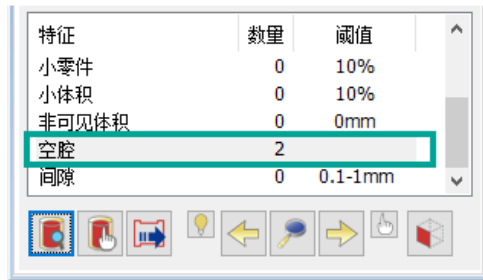 特征 数量 阈值
小零件 0 10%
小体积 0 10%
非可见体积 0 0mm
空腔 2
间隙 0 0.1-1mm